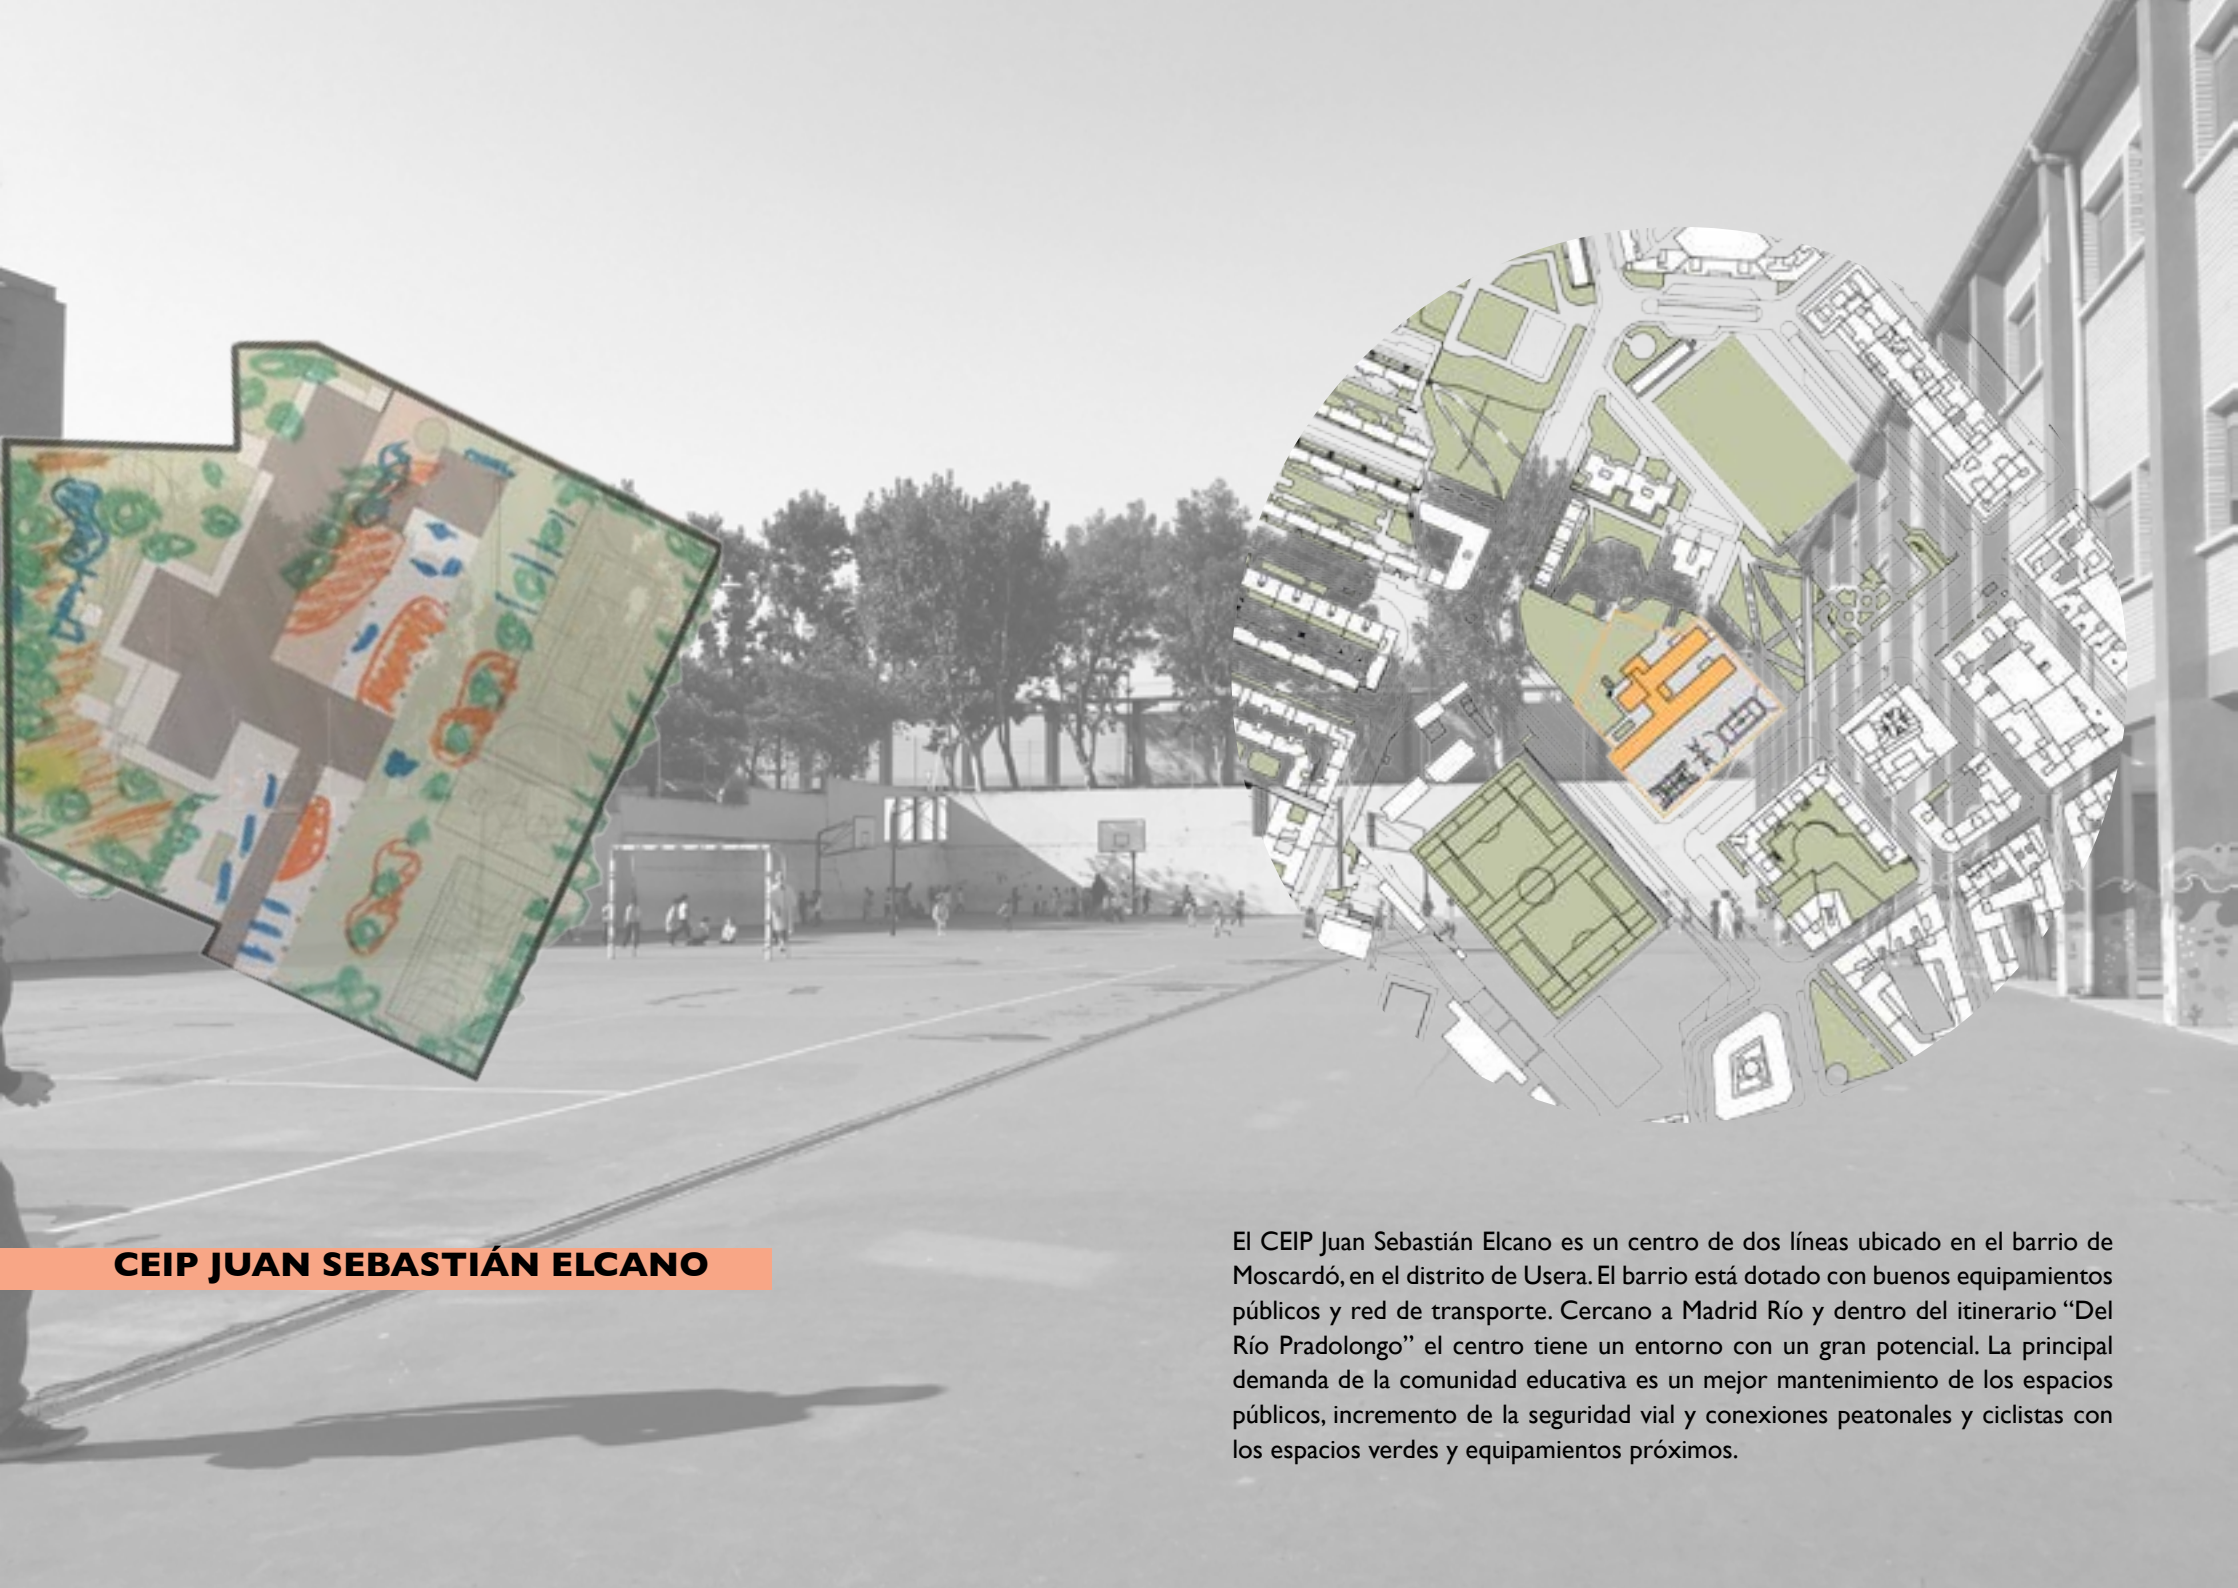 CEIP JUAN SEBASTIÁN ELCANO
El CEIP Juan Sebastián Elcano es un centro de dos líneas ubicado en el barrio de
Moscardó, en el distrito de Usera. El barrio está dotado con buenos equipamientos
públicos y red de transporte. Cercano a Madrid Río y dentro del itinerario “Del
Río Pradolongo” el centro tiene un entorno con un gran potencial. La principal
demanda de la comunidad educativa es un mejor mantenimiento de los espacios
públicos, incremento de la seguridad vial y conexiones peatonales y ciclistas con
los espacios verdes y equipamientos próximos.